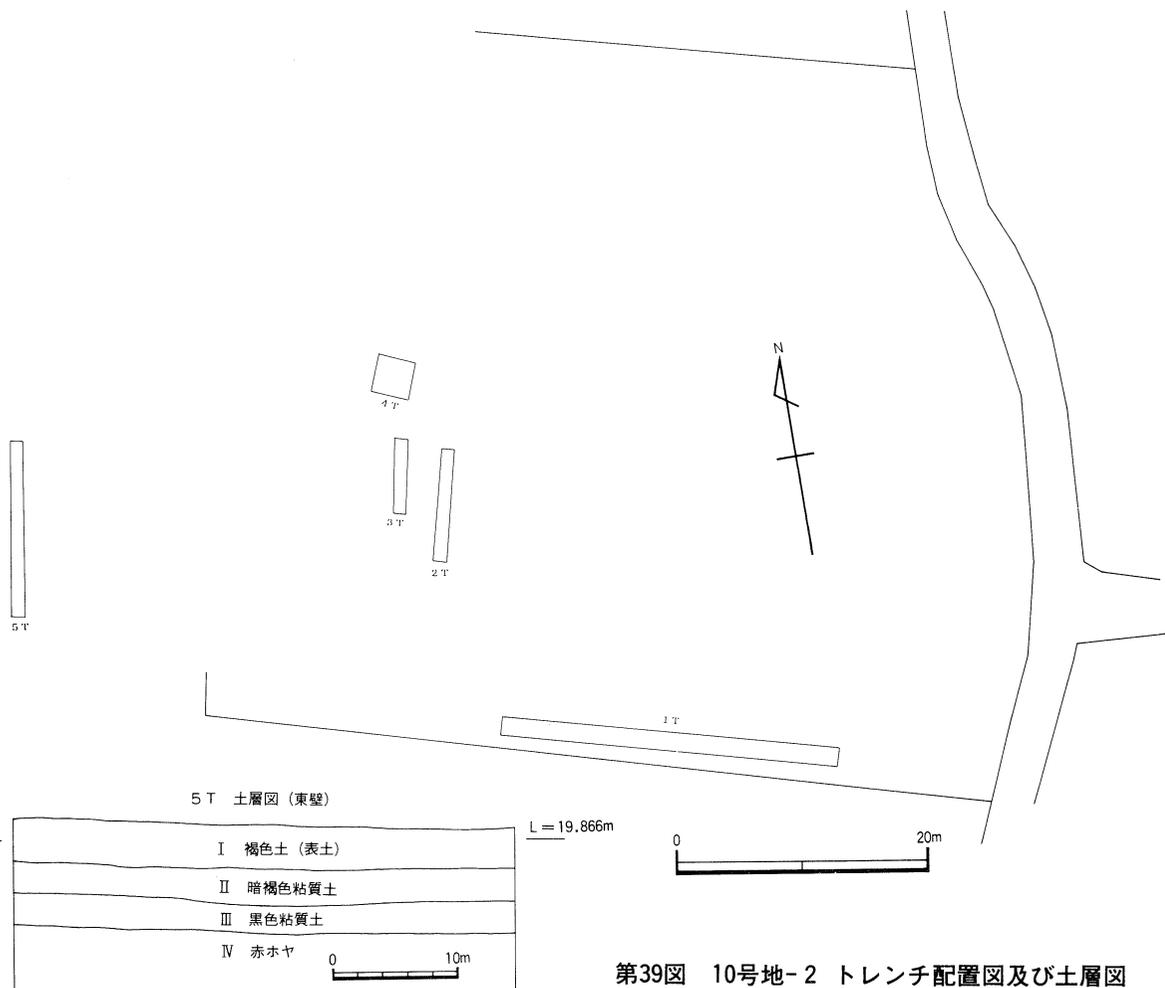 N
4T
3T
2T
5T
1T
5T 土層図(東壁)
L=19.866m
I 褐色土(表土)
Ⅱ 暗褐色粘質土
Ⅲ 黒色粘質土
Ⅳ 赤ホヤ
0 10m
0 20m
第39図 10号地-2 トレンチ配置図及び土層図